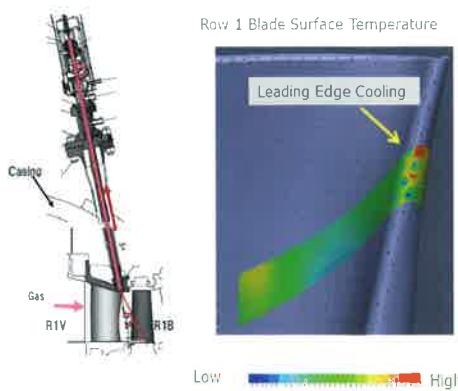 Row 1 Blade Surface Temperature
Leading Edge Cooling
Casing
Gas
R1V
R1B
Low
High